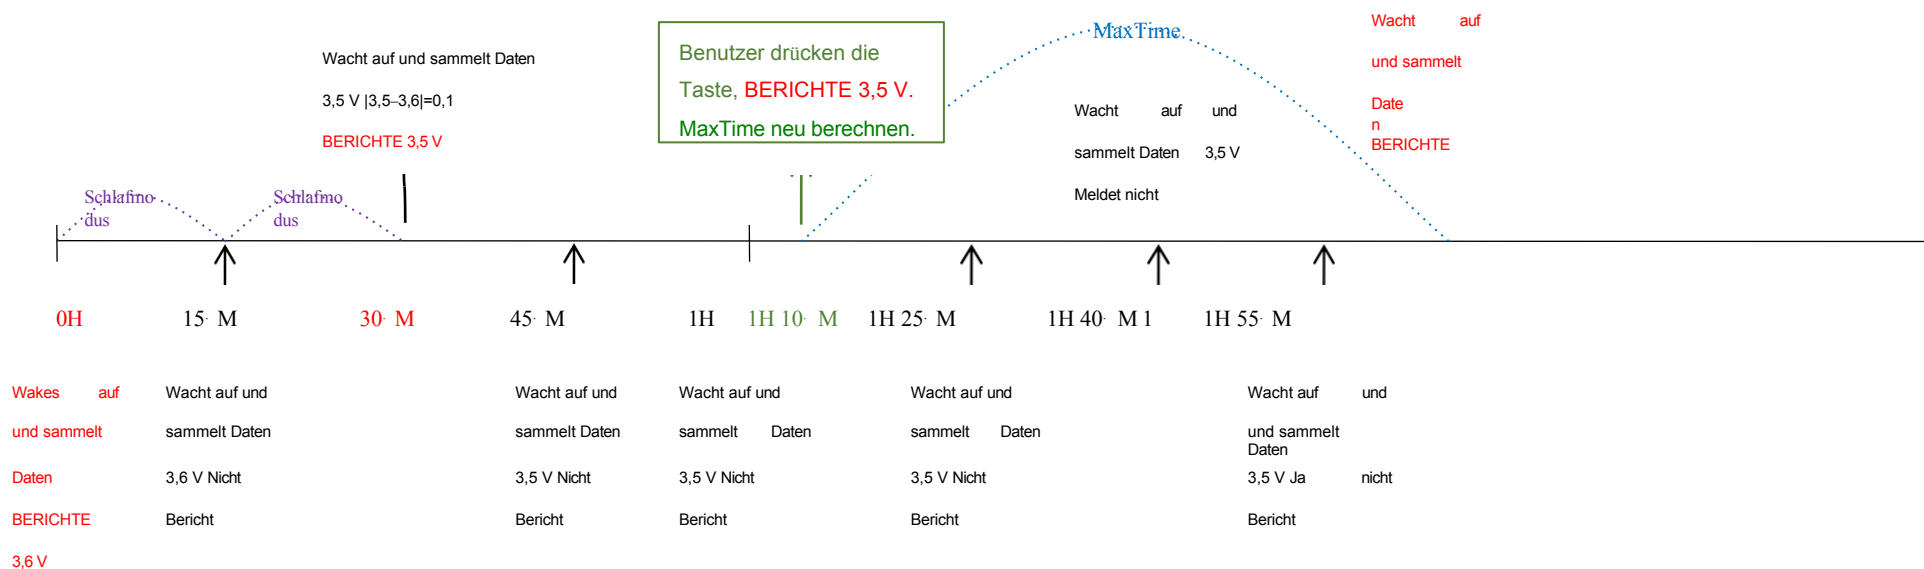 Wacht auf und sammelt Daten
3,5 V |3,5–3,6|=0,1
BERICHTE 3,5 V
Benutzer drücken die
Taste, BERICHTE 3,5 V.
MaxTime neu berechnen.
MaxTime
Wacht auf und
sammelt Daten 3,5 V
Meldet nicht
Wacht auf
und sammelt
Date
n
BERICHTE
Schlafmo
dus
Schlafmo
dus
0H 15 M 30 M 45 M 1H 1H 10 M 1H 25 M 1H 40 M 1 1H 55 M
Wakes auf
und sammelt
Daten
BERICHTE
3,6 V
Wacht auf und
sammelt Daten
3,6 V Nicht
Bericht
Wacht auf und
sammelt Daten
3,5 V Nicht
Bericht
Wacht auf und
sammelt Daten
3,5 V Nicht
Bericht
Wacht auf und
sammelt Daten
3,5 V Nicht
Bericht
Wacht auf und
und sammelt
Daten
3,5 V Ja nicht
Bericht